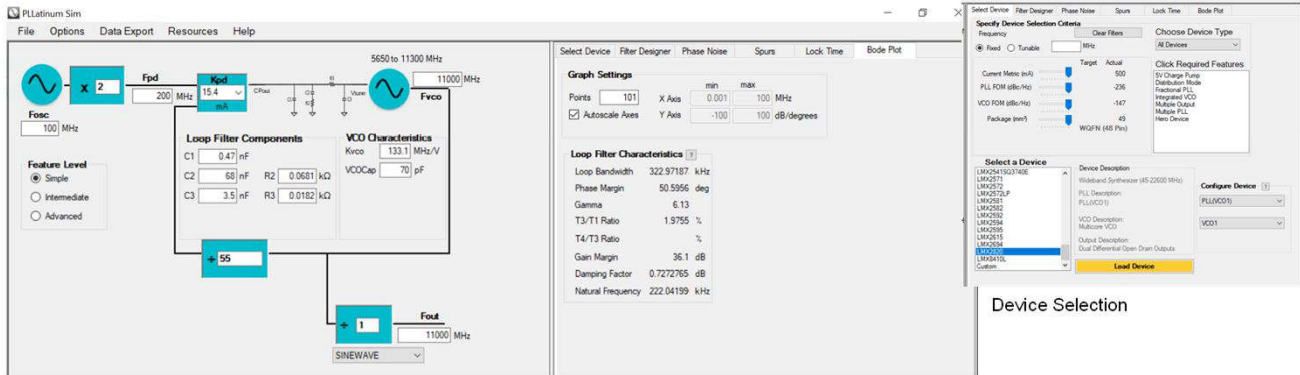 PLLatinum Sim
File Options Data Export Resources Help
5650 to 11300 MHz
x 2
Fpd
200 MHz
Kpd
15.4
mA
11000 MHz
Fvco
Fosc
100 MHz
Feature Level
Simple
Intermediate
Advanced
Loop Filter Components
C1 0.47 nF
C2 68 nF R2 0.0681 kΩ
C3 3.5 nF R3 0.0182 kΩ
VCO Characteristics
Kvco 133.1 MHz/V
VCOCap 70 pF
÷ 55
÷ 1
Fout
11000 MHz
SINEWAVE
Select Device Filter Designer Phase Noise Spurs Lock Time Bode Plot
Graph Settings
min max
Points 101 X Axis 0.001 100 MHz
Autoscale Axes Y Axis -100 100 dB/degrees
Loop Filter Characteristics ?
Loop Bandwidth 322.97187 kHz
Phase Margin 50.5956 deg
Gamma 6.13
T3/T1 Ratio 1.9755 %
T4/T3 Ratio %
Gain Margin 36.1 dB
Damping Factor 0.7272765 dB
Natural Frequency 222.04199 kHz
Select Device Filter Designer Phase Noise Spurs Lock Time Bode Plot
Specify Device Selection Criteria
Frequency Clear Filters
Fixed Tunable MHz
Target Actual
Current Metric (mA) 500
PLL FOM (dBc/Hz) -236
VCO FOM (dBc/Hz) -147
Package (mm²) 49
WQFN (48 Pin)
Choose Device Type
All Devices
Click Required Features
5V Charge Pump
Distribution Mode
Fractional PLL
Integrated VCO
Multiple Output
Multiple PLL
Hero Device
Select a Device
LMX2541SQ3740E
LMX2571
LMX2572
LMX2572LP
LMX2581
LMX2582
LMX2592
LMX2594
LMX2595
LMX2615
LMX2694
LMX2820
LMX8410L
Custom
Device Description
Wideband Synthesizer (45-22600 MHz)
PLL Description:
PLL(VCO1)
VCO Description:
Multicore VCO
Output Description:
Dual Differential Open Drain Outputs
Load Device
Configure Device ?
PLL(VCO1)
VCO1
Device Selection